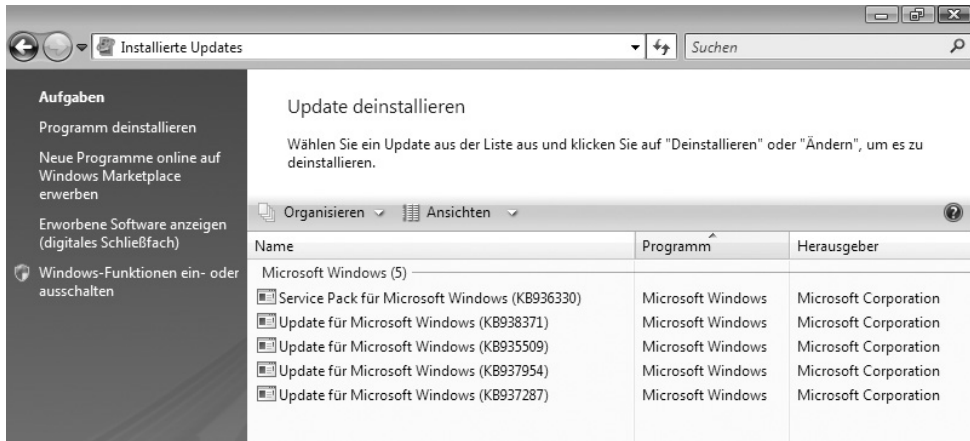 Installierte Updates
Suchen
Aufgaben
Programm deinstallieren
Neue Programme online auf
Windows Marketplace
erwerben
Erworbene Software anzeigen
(digitales Schließfach)
Windows-Funktionen ein- oder
ausschalten
Update deinstallieren
Wählen Sie ein Update aus der Liste aus und klicken Sie auf "Deinstallieren" oder "Ändern", um es zu
deinstallieren.
Organisieren Ansichten
Name Programm Herausgeber
Microsoft Windows (5)
Service Pack für Microsoft Windows (KB936330) Microsoft Windows Microsoft Corporation
Update für Microsoft Windows (KB938371) Microsoft Windows Microsoft Corporation
Update für Microsoft Windows (KB935509) Microsoft Windows Microsoft Corporation
Update für Microsoft Windows (KB937954) Microsoft Windows Microsoft Corporation
Update für Microsoft Windows (KB937287) Microsoft Windows Microsoft Corporation